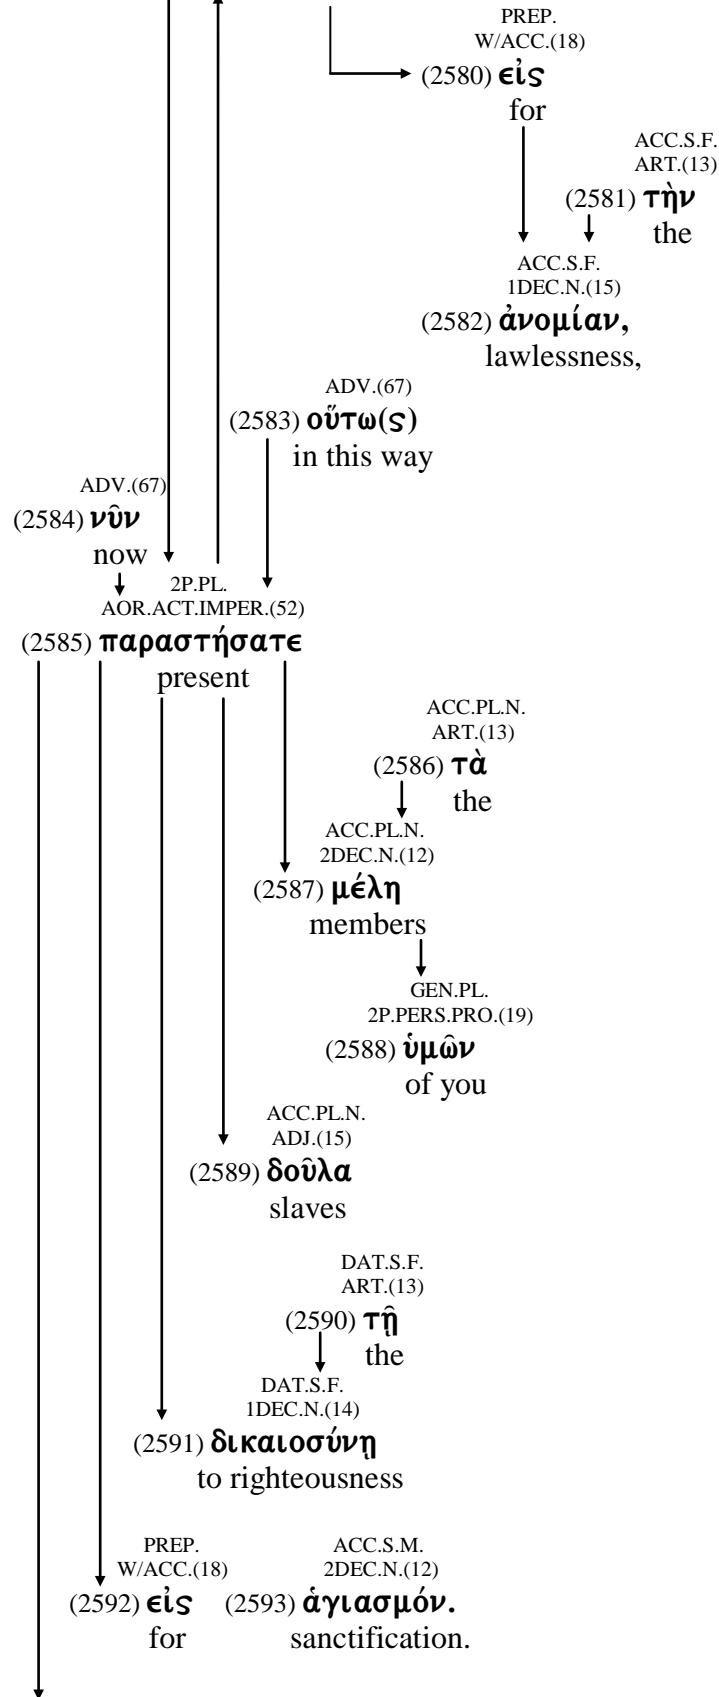 PREP.
W/ACC.(18)
(2580) εἰς
for
ACC.S.F.
ART.(13)
(2581) τὴν
the
ACC.S.F.
1DEC.N.(15)
(2582) ἀνομίαν,
lawlessness,
ADV.(67)
(2583) οὕτω(ς)
in this way
ADV.(67)
(2584) νῦν
now
2P.PL.
AOR.ACT.IMPER.(52)
(2585) παραστήσατε
present
ACC.PL.N.
ART.(13)
(2586) τὰ
the
ACC.PL.N.
2DEC.N.(12)
(2587) μέλη
members
GEN.PL.
2P.PERS.PRO.(19)
(2588) ὑμῶν
of you
ACC.PL.N.
ADJ.(15)
(2589) δοῦλα
slaves
DAT.S.F.
ART.(13)
(2590) τῇ
the
DAT.S.F.
1DEC.N.(14)
(2591) δικαιοσύνῃ
to righteousness
PREP. ACC.S.M.
W/ACC.(18) 2DEC.N.(12)
(2592) εἰς (2593) ἁγιασμόν.
for sanctification.